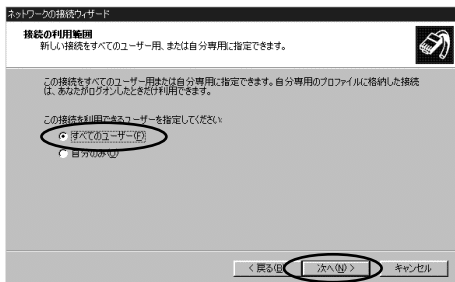 ネットワークの接続ウィザード
接続の利用範囲
新しい接続をすべてのユーザー用、または自分専用に指定できます。
この接続をすべてのユーザー用または自分専用に指定できます。自分専用のプロファイルに格納した接続
は、あなたがログオンしたときだけ利用できます。
この接続を利用できるユーザーを指定してください:
すべてのユーザー(F)
自分のみ(O)
< 戻る(B) 次へ(N) > キャンセル